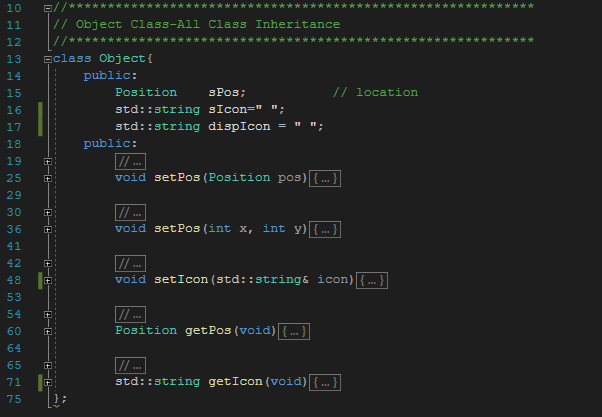 10 //************************************************************
11 // Object Class-All Class Inheritance
12 //************************************************************
13 class Object{
14 public:
15 Position sPos; // location
16 std::string sIcon=" ";
17 std::string dispIcon = " ";
18 public:
19 //...
25 void setPos(Position pos){...}
29
30 //...
36 void setPos(int x, int y){...}
41
42 //...
48 void setIcon(std::string& icon){...}
53
54 //...
60 Position getPos(void){...}
64
65 //...
71 std::string getIcon(void){...}
75 };